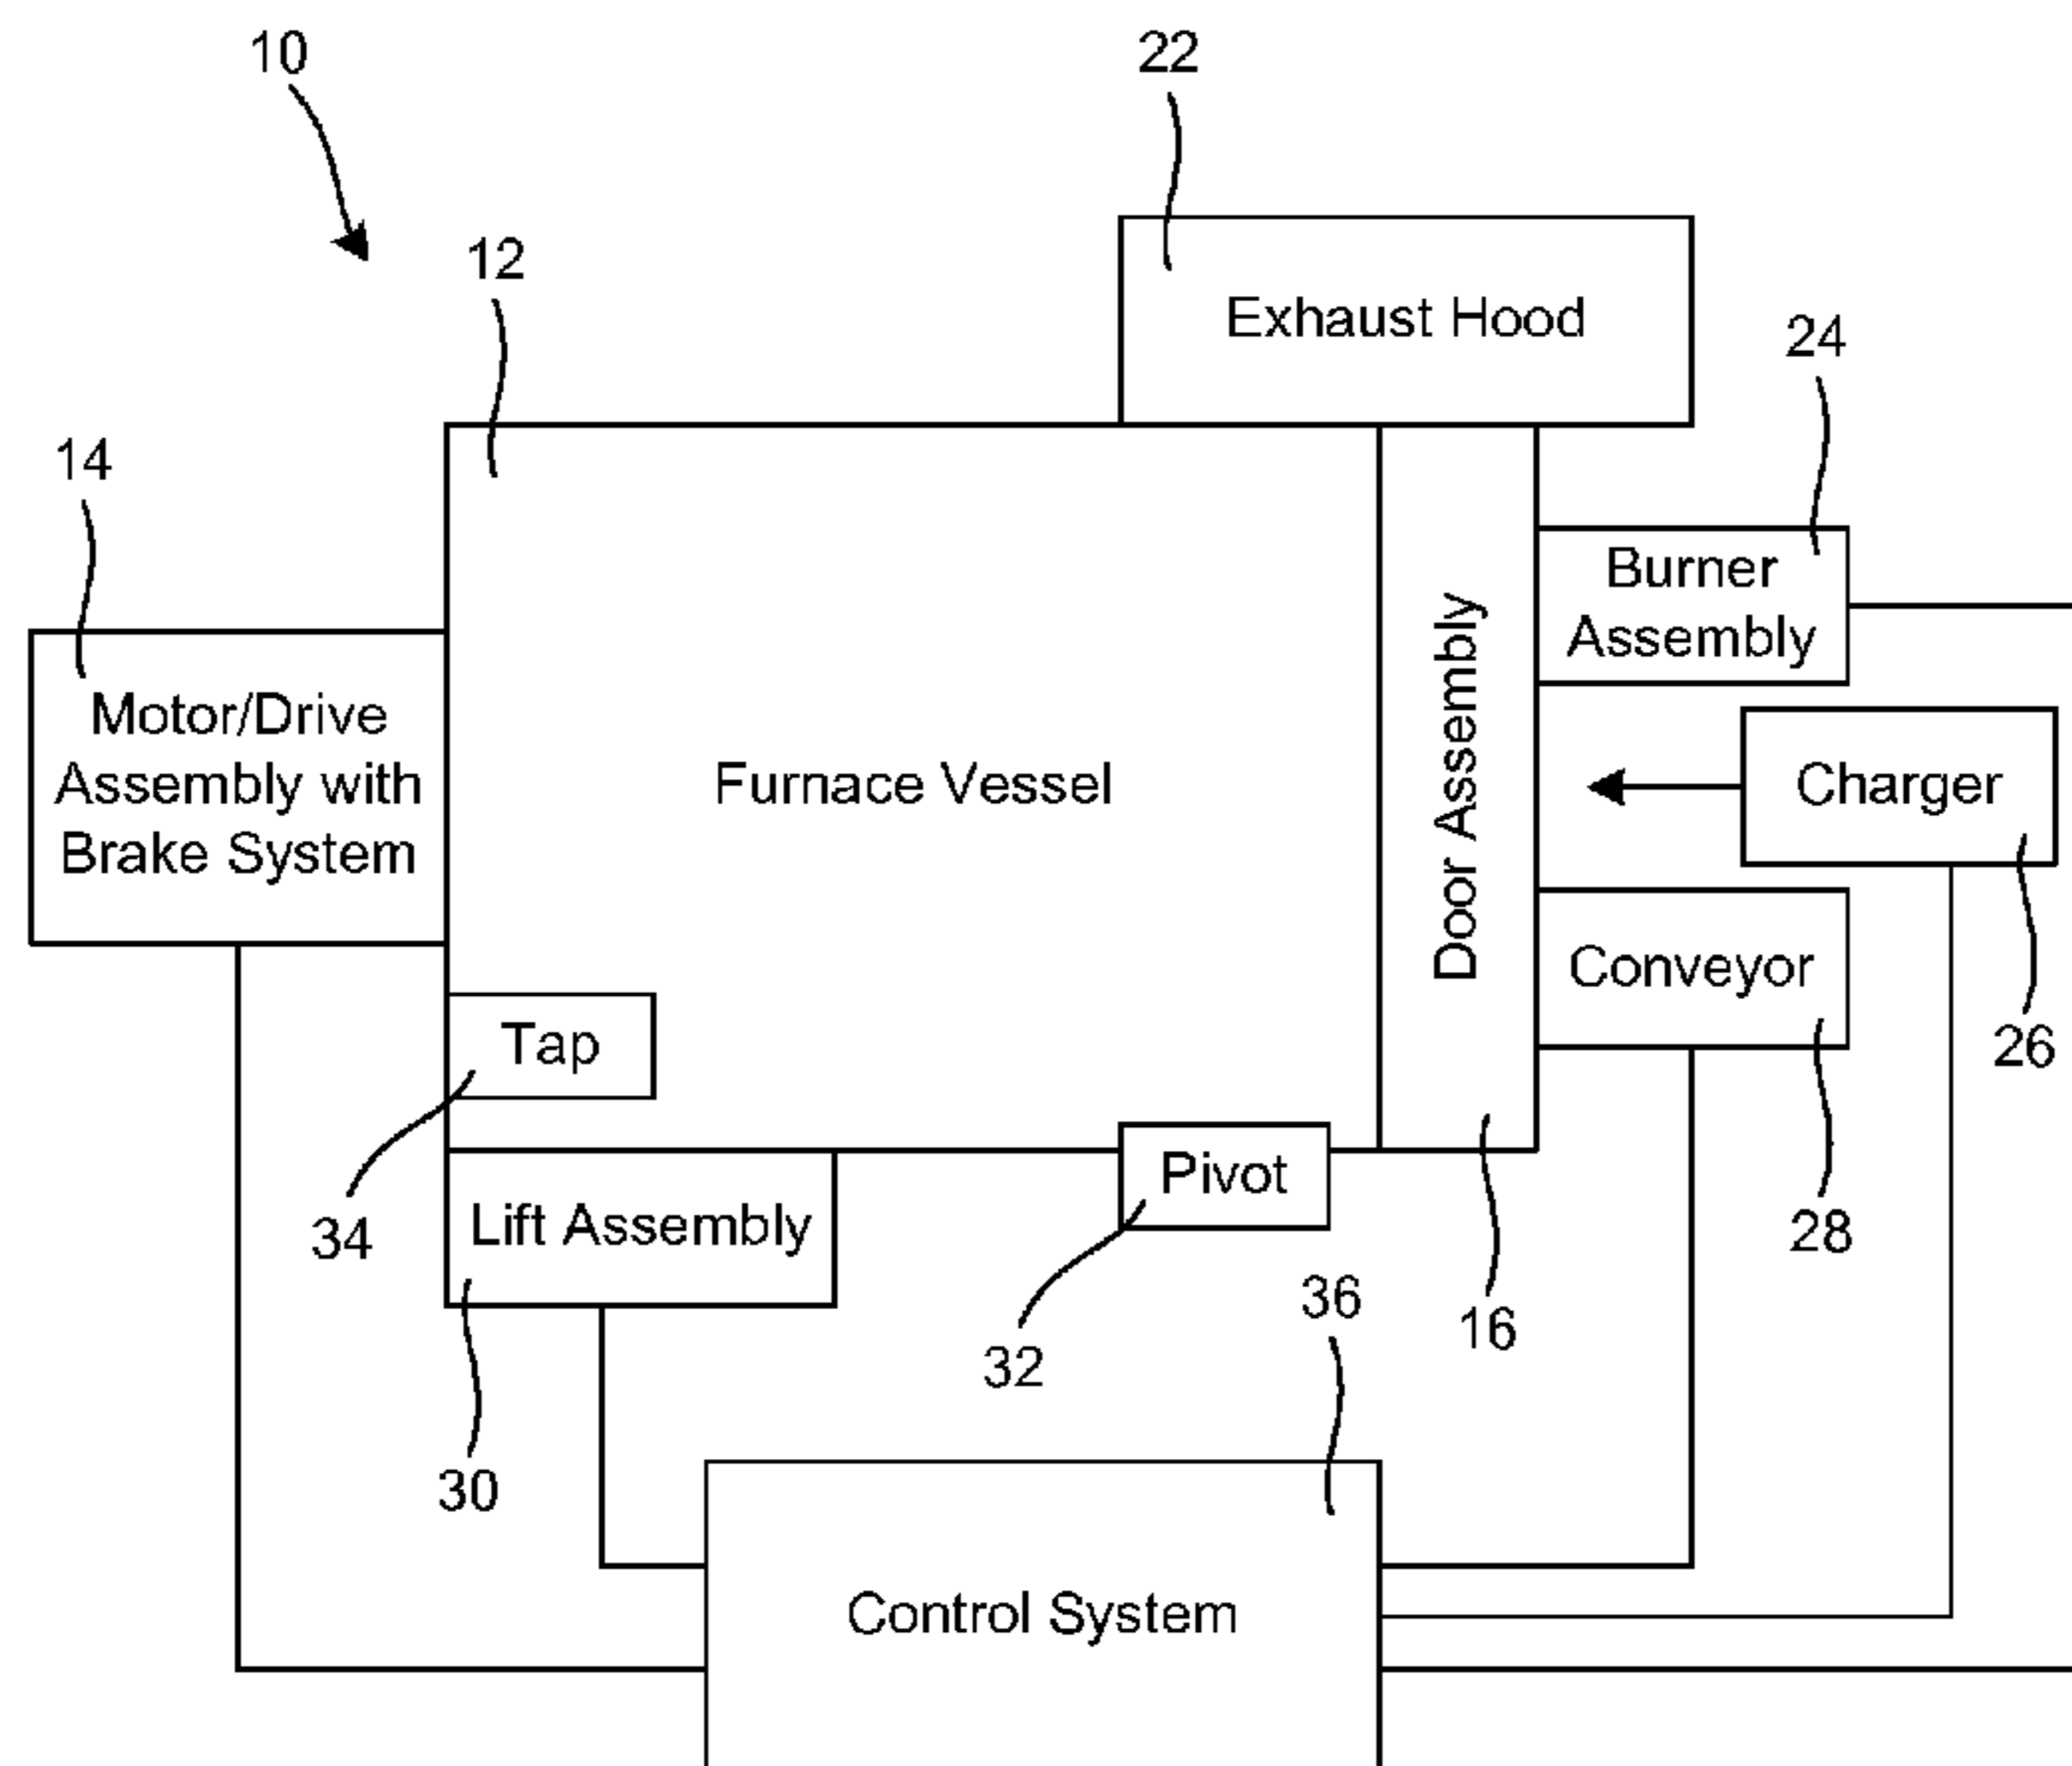 10
22
12
Exhaust Hood
24
14
Burner
Assembly
Motor/Drive
Assembly with
Brake System
Furnace Vessel
Door Assembly
Charger
Conveyor
Tap
26
Pivot
34
Lift Assembly
28
36
16
32
30
Control System